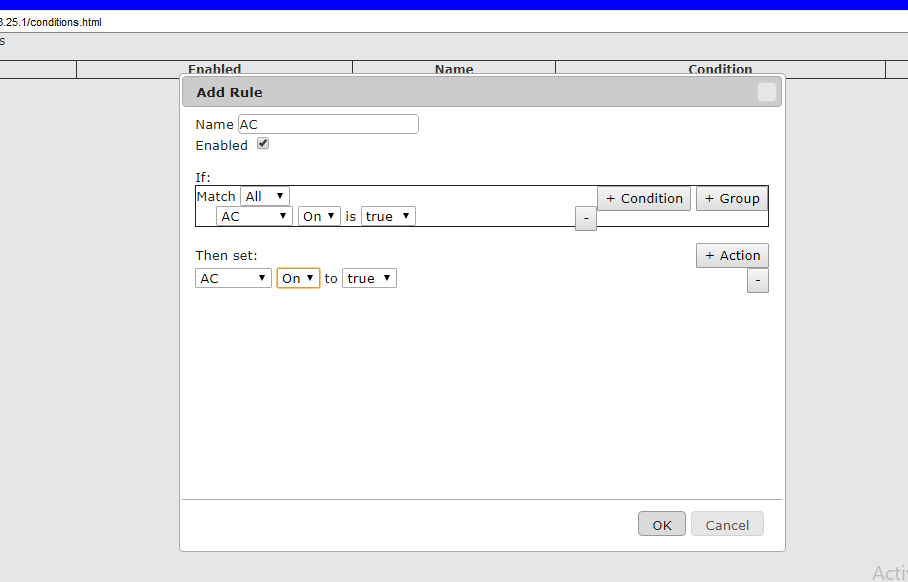 3.25.1/conditions.html
s
Enabled Name Condition
Add Rule
Name AC
Enabled
If:
Match All + Condition + Group
AC On is true -
Then set: + Action
AC On to true -
OK Cancel
Acti